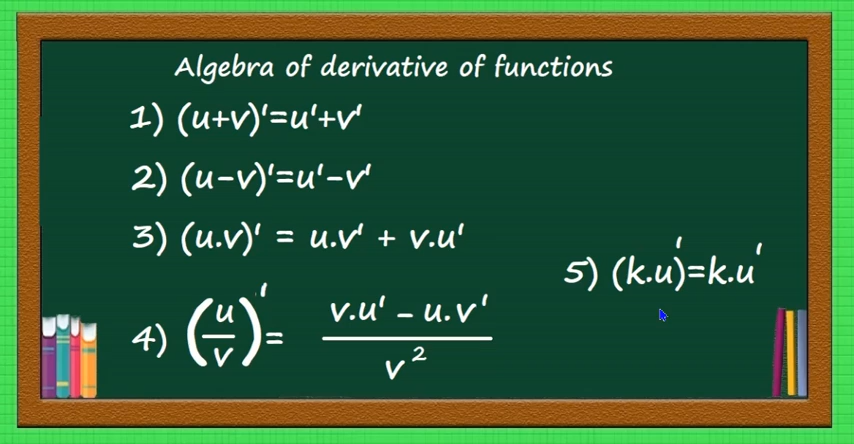 Algebra of derivative of functions
1) (u+v)'=u'+v'
2) (u-v)'=u'-v'
3) (u.v)' = u.v' + v.u'
4) (u/v)' = (v.u' - u.v')/v²
5) (k.u)'=k.u'